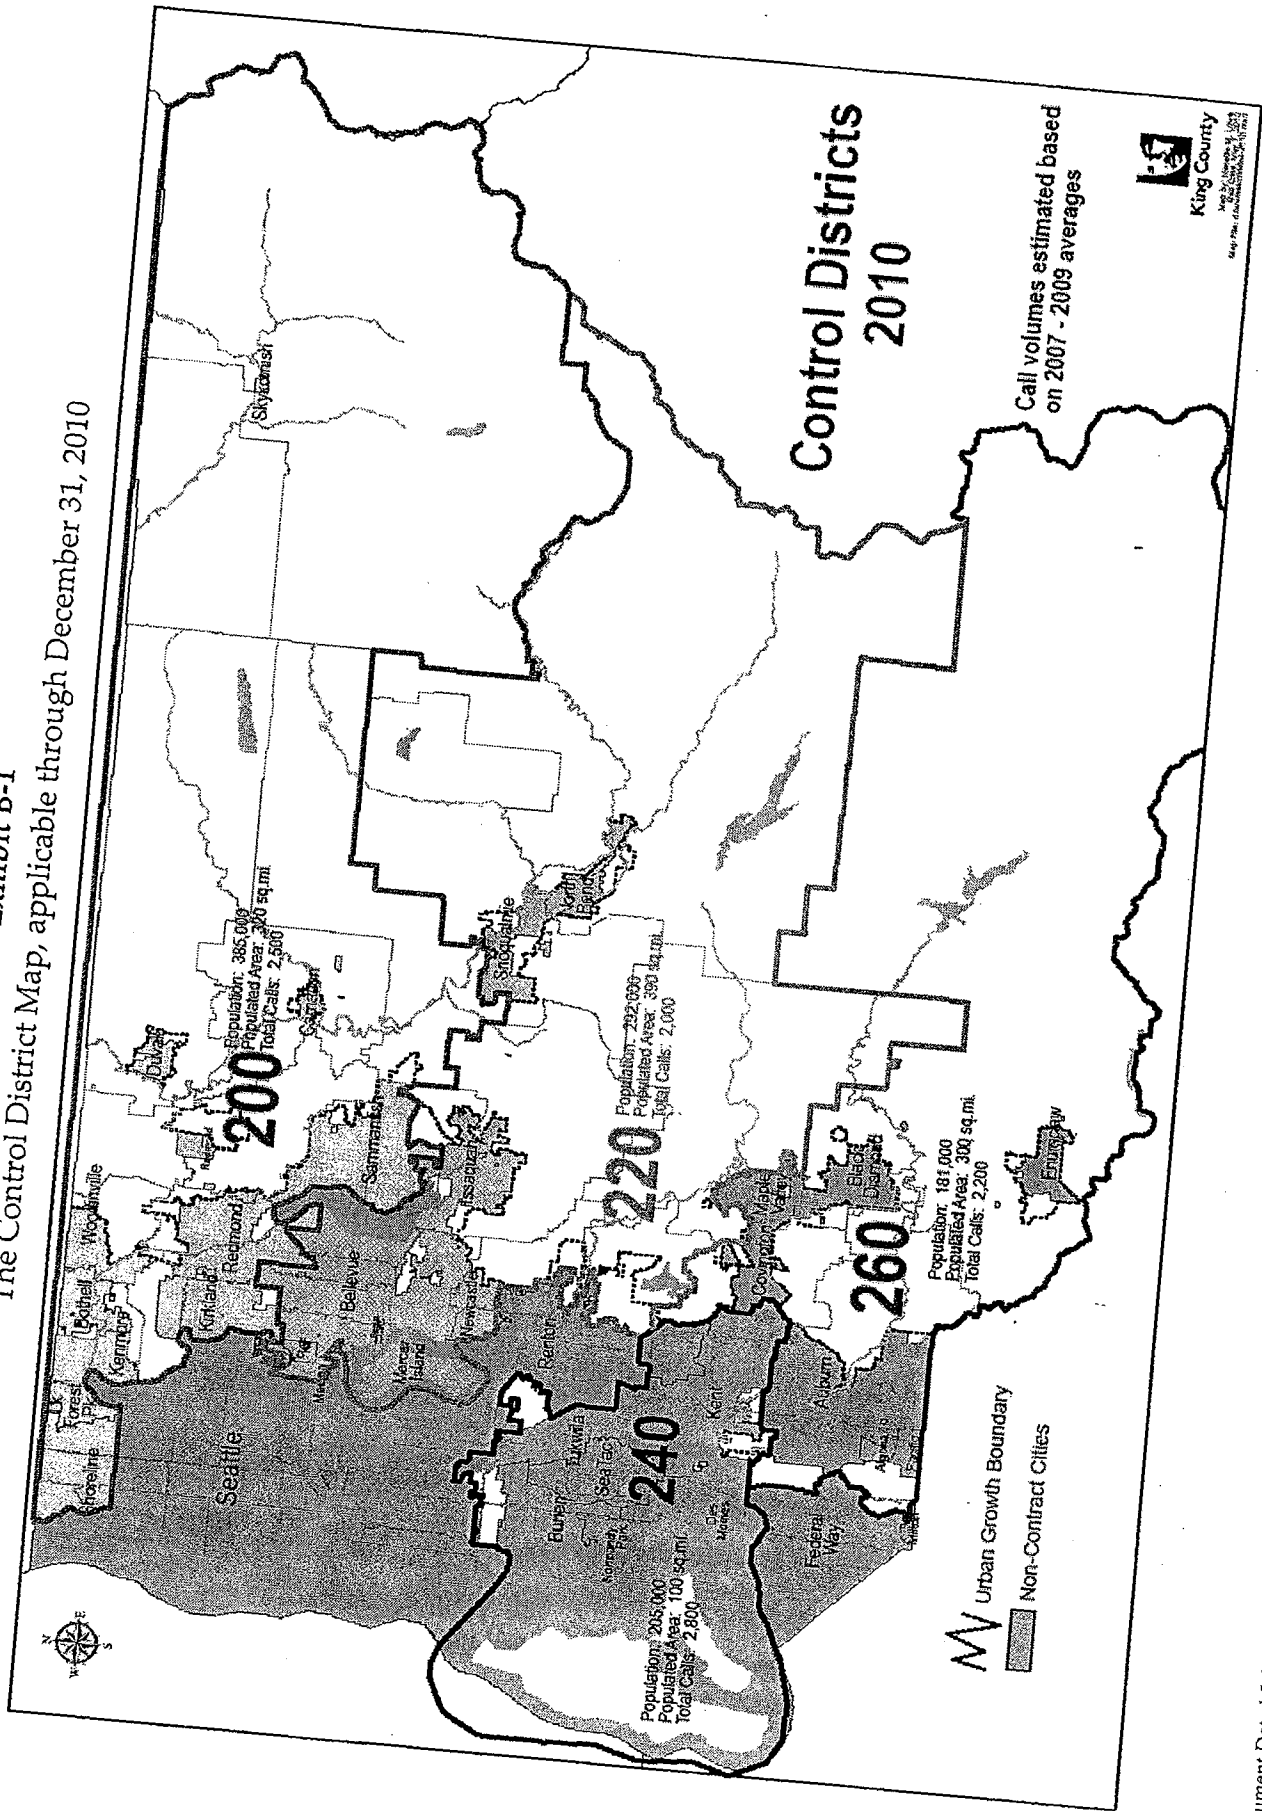 Exhibit B-1
The Control District Map, applicable through December 31, 2010
N
W E
S
Shoreline
Forest
Pk
Kenmore
Bothell
Woodinville
Duvall
Kirkland
Redmond
Sammamish
Carnation
Skykomish
200
Population: 385,000
Populated Area: 320 sq.mi.
Total Calls: 2,500
Seattle
Bellevue
Mercer
Island
Newcastle
Issaquah
Snoqualmie
North
Bend
Renton
220
Population: 292,000
Populated Area: 390 sq.mi.
Total Calls: 2,000
Burien
Tukwila
SeaTac
Normandy
Park
Des
Moines
Kent
240
Population: 205,000
Populated Area: 100 sq.mi.
Total Calls: 2,800
Covington
Maple
Valley
Black
Diamond
Federal
Way
Auburn
Algona
260
Population: 181,000
Populated Area: 300 sq.mi.
Total Calls: 2,200
Enumclaw
Control Districts
2010
Call volumes estimated based
on 2007 - 2009 averages
Urban Growth Boundary
Non-Contract Cities
King County